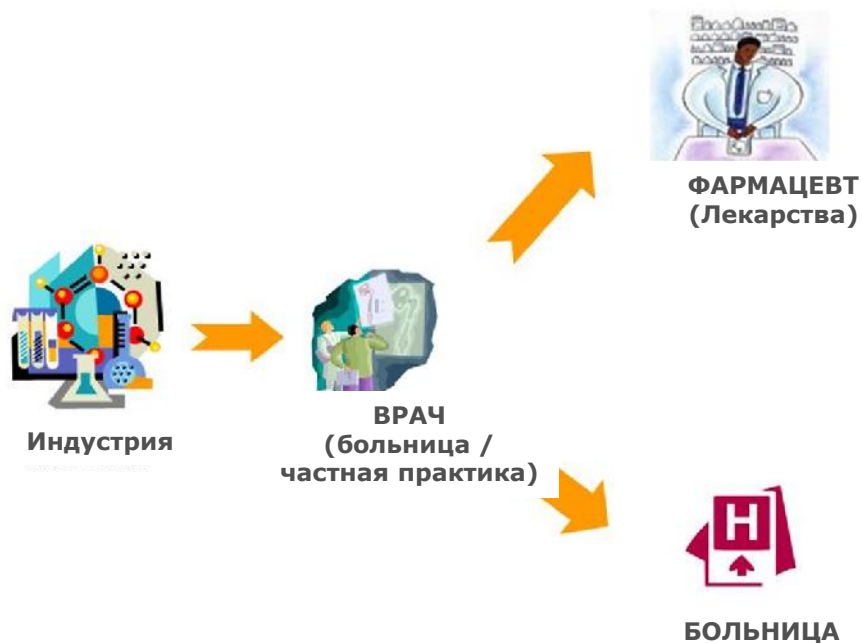 ФАРМАЦЕВТ
(Лекарства)
Индустрия
ВРАЧ
(больница /
частная практика)
H
БОЛЬНИЦА